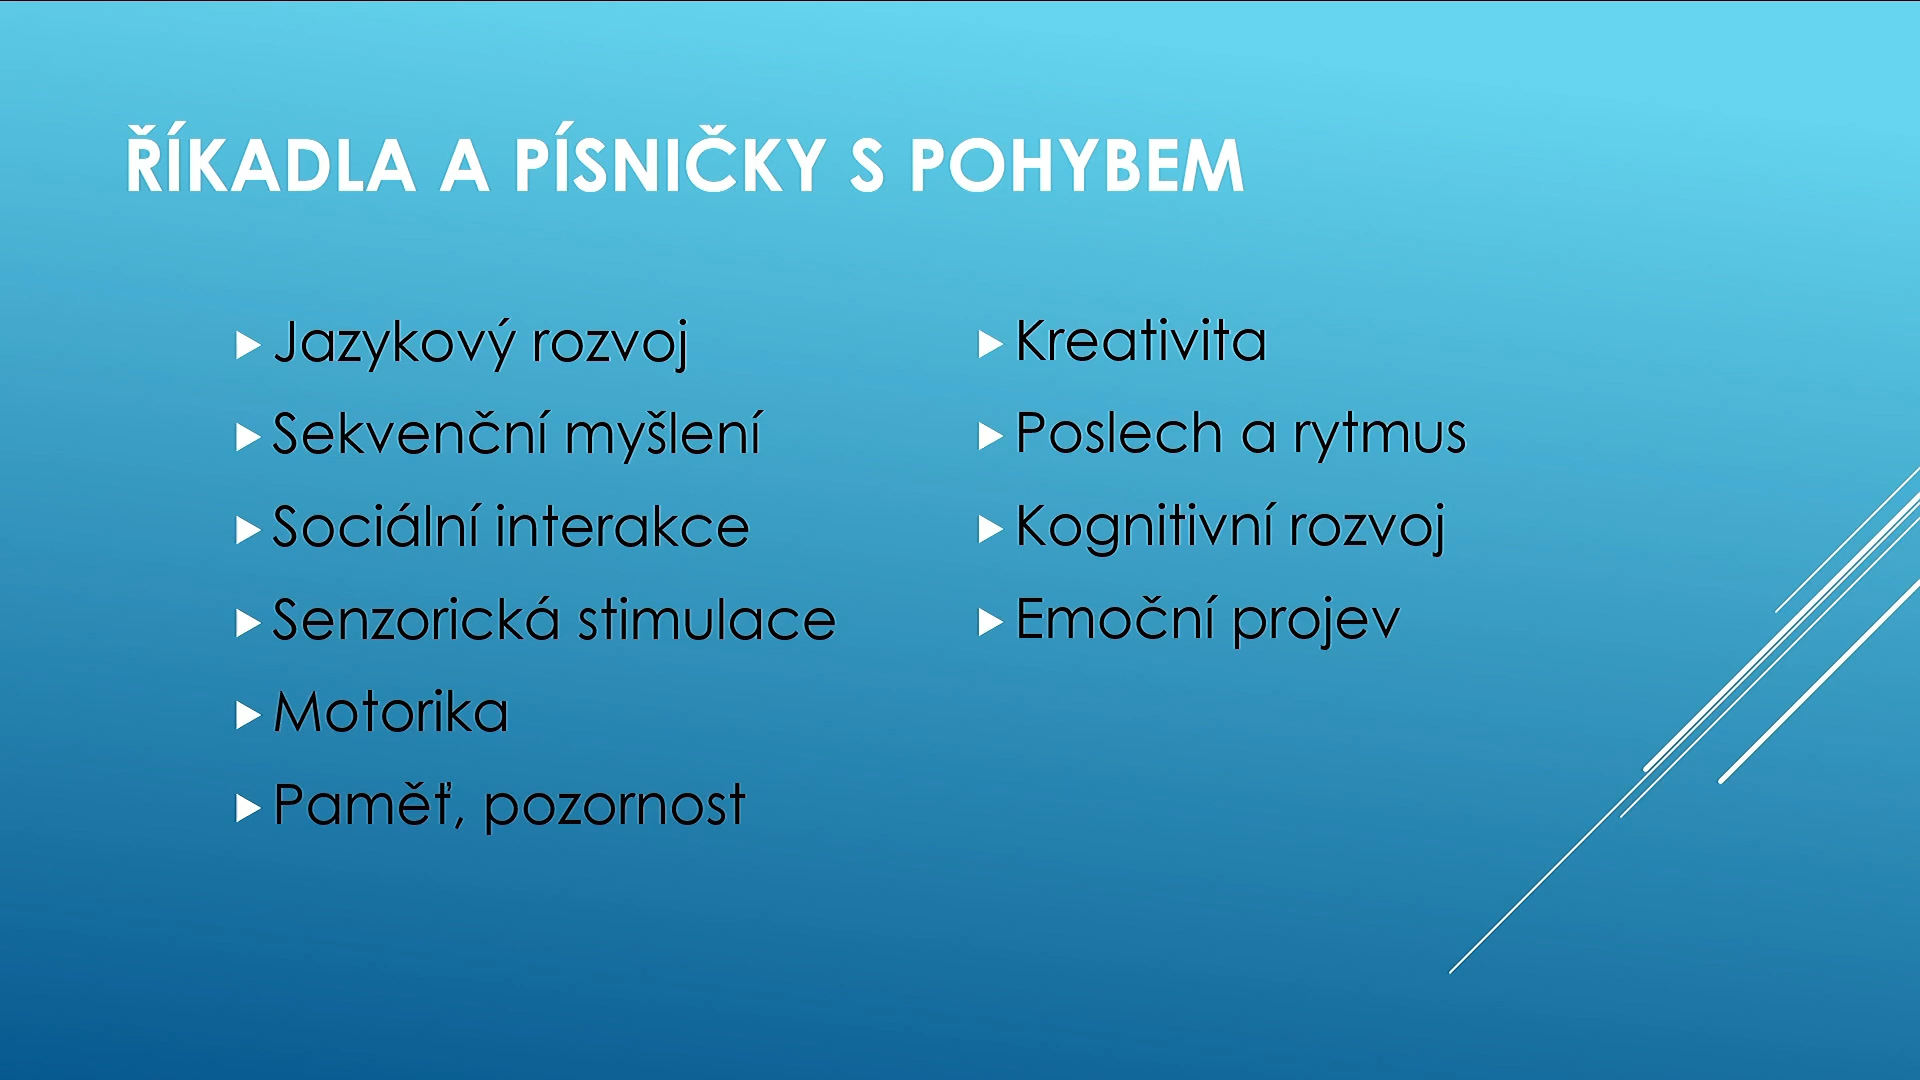 ŘÍKADLA A PÍSNIČKY S POHYBEM
Jazykový rozvoj
Sekvenční myšlení
Sociální interakce
Senzorická stimulace
Motorika
Paměť, pozornost
Kreativita
Poslech a rytmus
Kognitivní rozvoj
Emoční projev